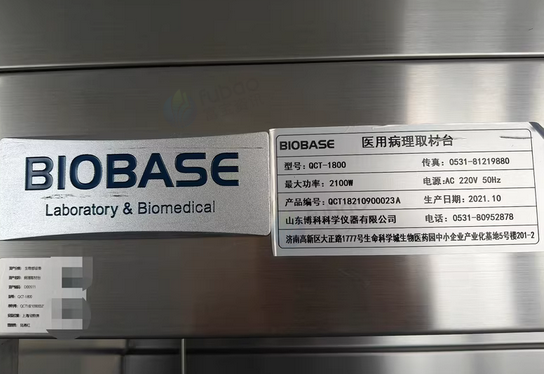 BIOBASE
Laboratory & Biomedical
BIOBASE 医用病理取材台
型号: QCT-1800 传真: 0531-81219880
最大功率: 2100W 电源:AC 220V 50Hz
产品编号: QCT18210900023A 生产日期: 2021.10
山东博科科学仪器有限公司 电话: 0531-80952878
济南高新区大正路1777号生命科学城生物医药园中小企业产业化基地5号楼201-2
QCT-1800